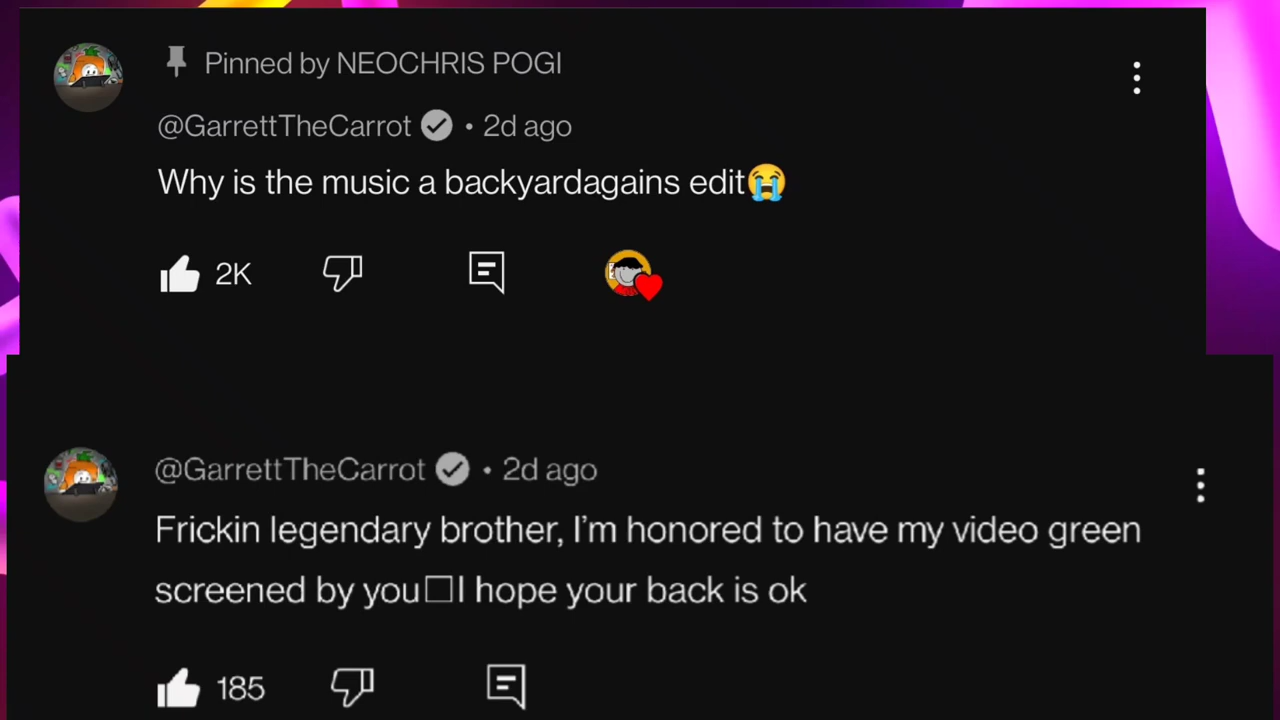 Pinned by NEOCHRIS POGI
@GarrettTheCarrot • 2d ago
Why is the music a backyardagains edit😭
2K
@GarrettTheCarrot • 2d ago
Frickin legendary brother, I'm honored to have my video green
screened by you□I hope your back is ok
185